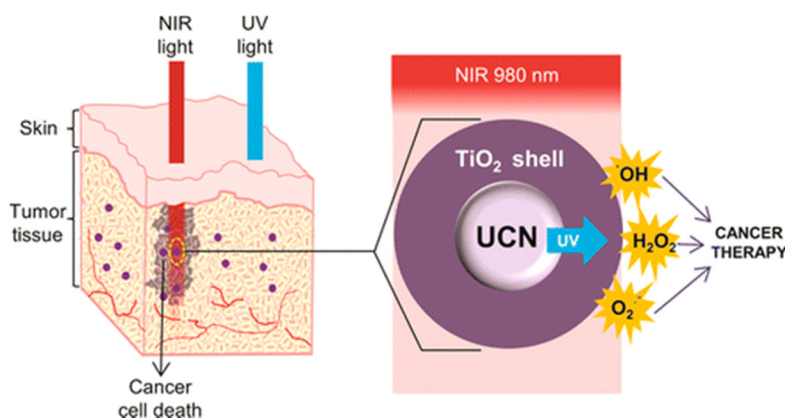 NIR
light
UV
light
Skin
Tumor
tissue
Cancer
cell death
NIR 980 nm
TiO₂ shell
UCN
UV
˙OH
H₂O₂
O₂
CANCER
THERAPY